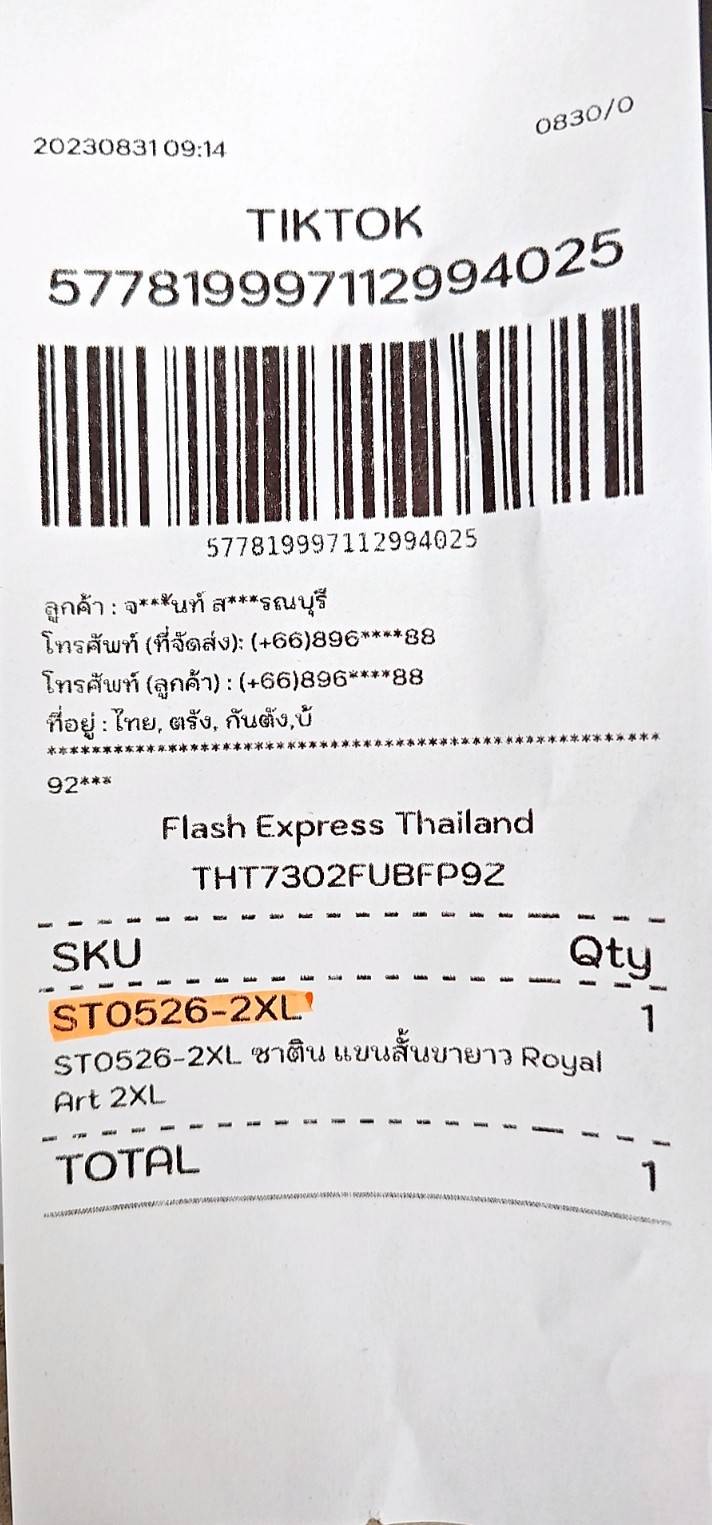 20230831 09:14
0830/0
TIKTOK
577819997112994025
577819997112994025
ลูกค้า : จ***ันท์ ส***รณบุรี
โทรศัพท์ (ที่จัดส่ง): (+66)896****88
โทรศัพท์ (ลูกค้า) : (+66)896****88
ที่อยู่ : ไทย, ตรัง, กันตัง,บ้
************************************************************
92***
Flash Express Thailand
THT7302FUBFP9Z
SKU Qty
ST0526-2XL 1
ST0526-2XL ซาติน แขนสั้นขายาว Royal
Art 2XL
TOTAL 1